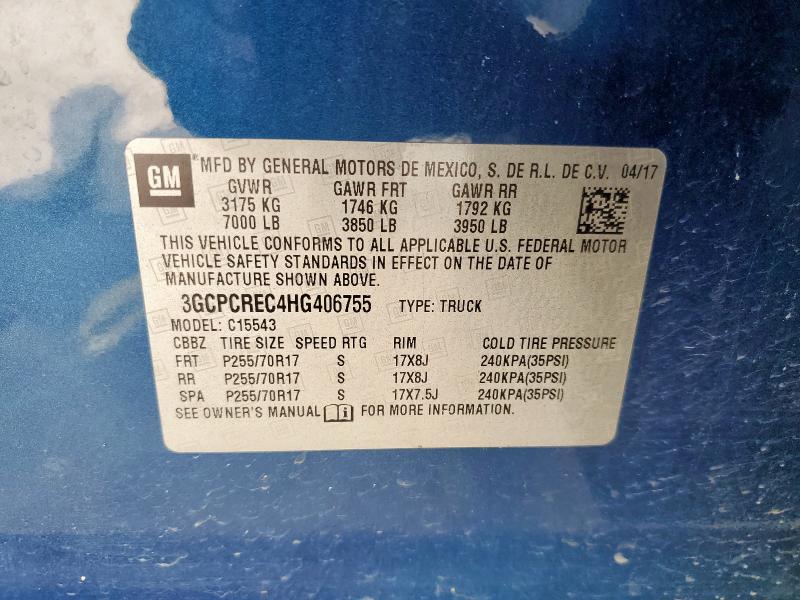 GM MFD BY GENERAL MOTORS DE MEXICO, S. DE R.L. DE C.V. 04/17
GVWR GAWR FRT GAWR RR
3175 KG 1746 KG 1792 KG
7000 LB 3850 LB 3950 LB
THIS VEHICLE CONFORMS TO ALL APPLICABLE U.S. FEDERAL MOTOR
VEHICLE SAFETY STANDARDS IN EFFECT ON THE DATE OF
MANUFACTURE SHOWN ABOVE.
3GCPCREC4HG406755 TYPE: TRUCK
MODEL: C15543
CBBZ TIRE SIZE SPEED RTG RIM COLD TIRE PRESSURE
FRT P255/70R17 S 17X8J 240KPA(35PSI)
RR P255/70R17 S 17X8J 240KPA(35PSI)
SPA P255/70R17 S 17X7.5J 240KPA(35PSI)
SEE OWNER'S MANUAL FOR MORE INFORMATION.